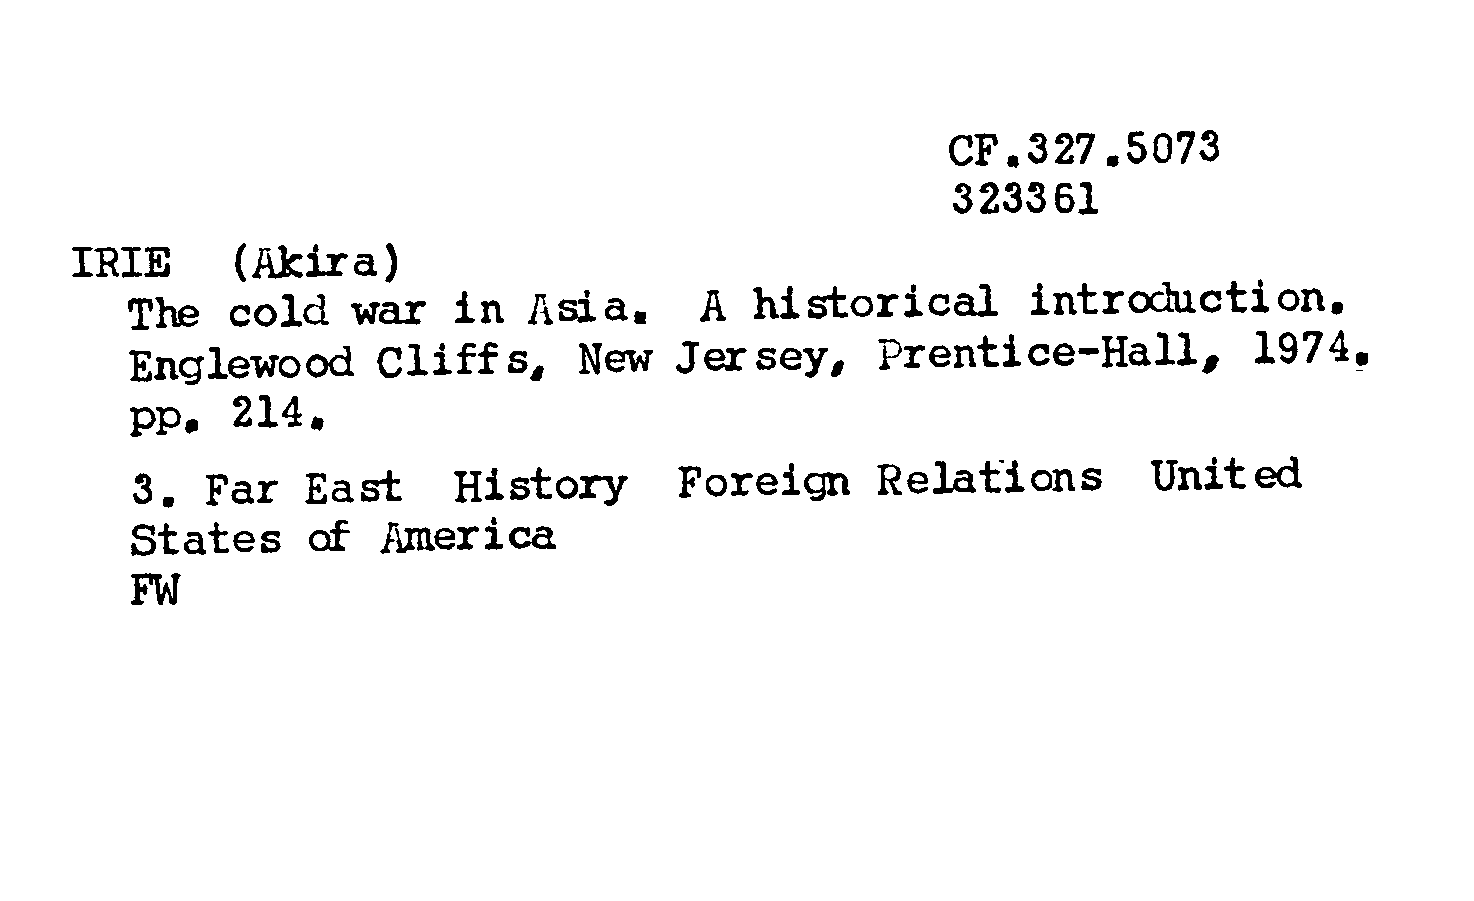 CF.327.5073
323361
IRIE (Akira)
The cold war in Asia. A historical introduction.
Englewood Cliffs, New Jersey, Prentice-Hall, 1974.
pp. 214.
3. Far East History Foreign Relations United
States of America
FW